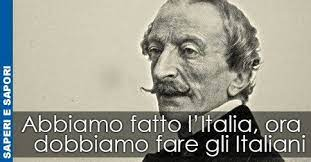 SAPERI E SAPORI
Abbiamo fatto l'Italia, ora
dobbiamo fare gli Italiani